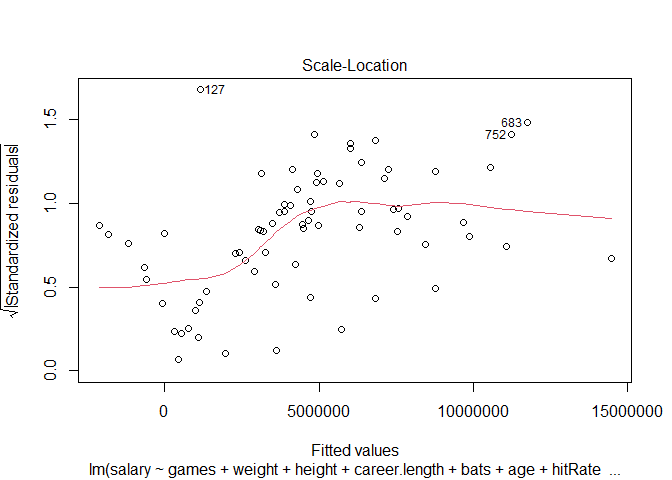 Scale-Location
√|Standardized residuals|
0.0 0.5 1.0 1.5
127
683
752
0 5000000 10000000 15000000
Fitted values
lm(salary ~ games + weight + height + career.length + bats + age + hitRate ...